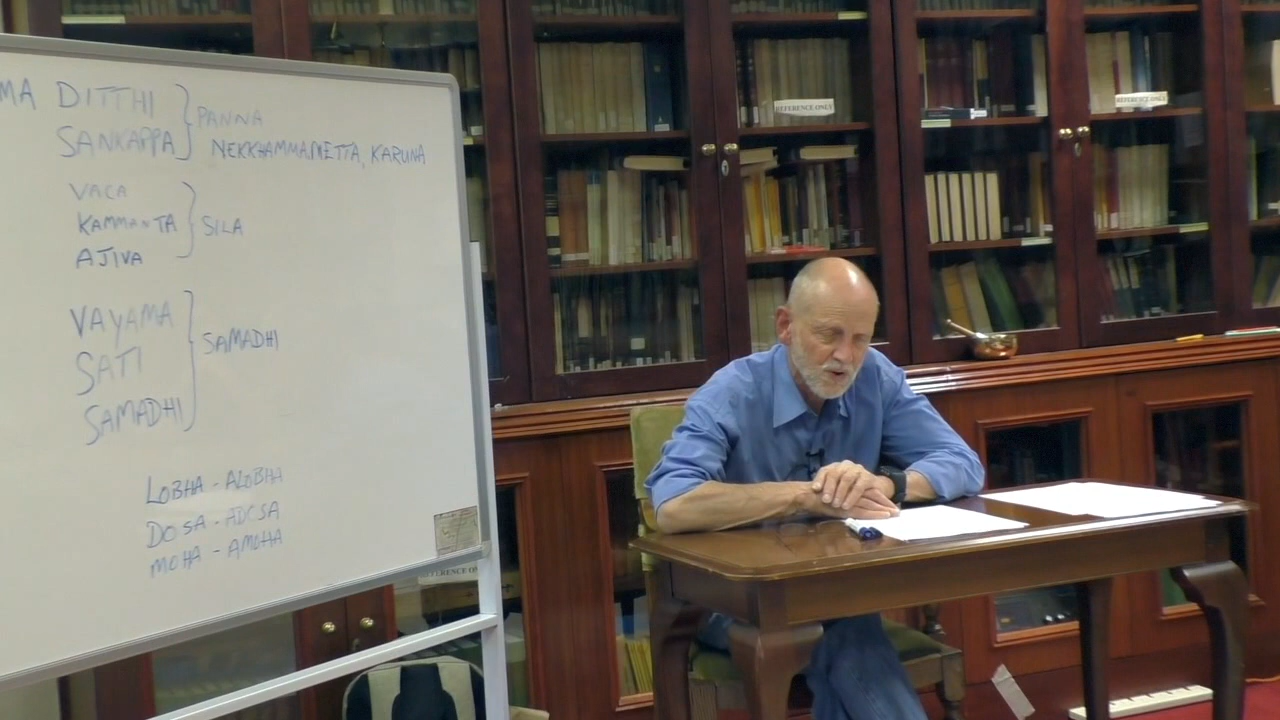 MA DITTHI } PANNA
SANKAPPA NEKKHAMMA, METTA, KARUNA
VACA
KAMMANTA } SILA
AJIVA
VAYAMA
SATI } SAMADHI
SAMADHI
LOBHA - ALOBHA
DOSA - ADOSA
MOHA - AMOHA
REFERENCE ONLY
REFERENCE ONLY
REFERENCE